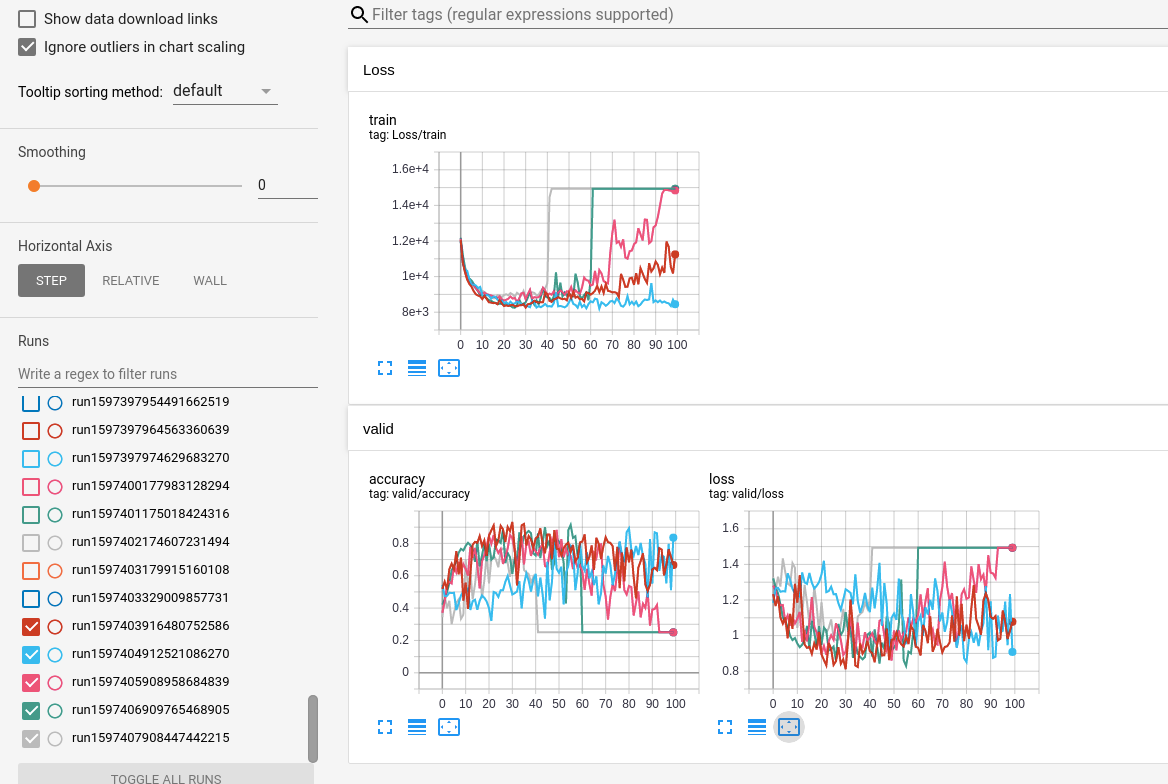 Show data download links
Ignore outliers in chart scaling
Tooltip sorting method: default
Smoothing
0
Horizontal Axis
STEP RELATIVE WALL
Runs
Write a regex to filter runs
run1597397954491662519
run1597397964563360639
run1597397974629683270
run1597400177983128294
run1597401175018424316
run1597402174607231494
run1597403179915160108
run1597403329009857731
run1597403916480752586
run1597404912521006270
run1597405908958684839
run1597406909765468905
run1597407908447442215
TOGGLE ALL RUNS
Filter tags (regular expressions supported)
Loss
train
tag: Loss/train
1.6e+4
1.4e+4
1.2e+4
1e+4
8e+3
0 10 20 30 40 50 60 70 80 90 100
valid
accuracy
tag: valid/accuracy
0.8
0.6
0.4
0.2
0
0 10 20 30 40 50 60 70 80 90 100
loss
tag: valid/loss
1.6
1.4
1.2
1
0.8
0 10 20 30 40 50 60 70 80 90 100